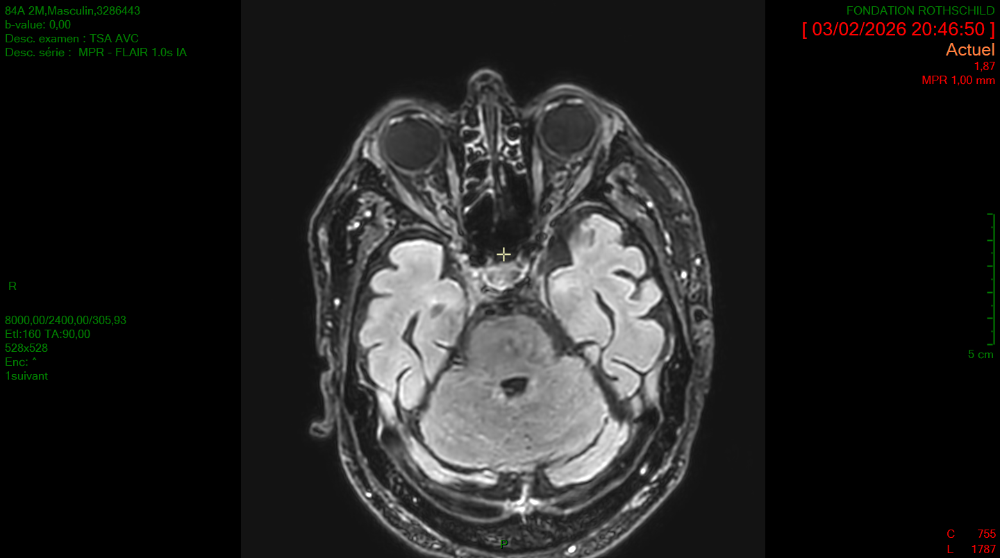 84A 2M,Masculin,3286443
b-value: 0,00
Desc. examen : TSA AVC
Desc. série :  MPR - FLAIR 1.0s IA
FONDATION ROTHSCHILD
[ 03/02/2026 20:46:50 ]
Actuel
1,87
MPR 1,00 mm
R
8000,00/2400,00/305,93
Etl:160 TA:90,00
528x528
Enc: ^
1suivant
5 cm
P
C 755
L 1787